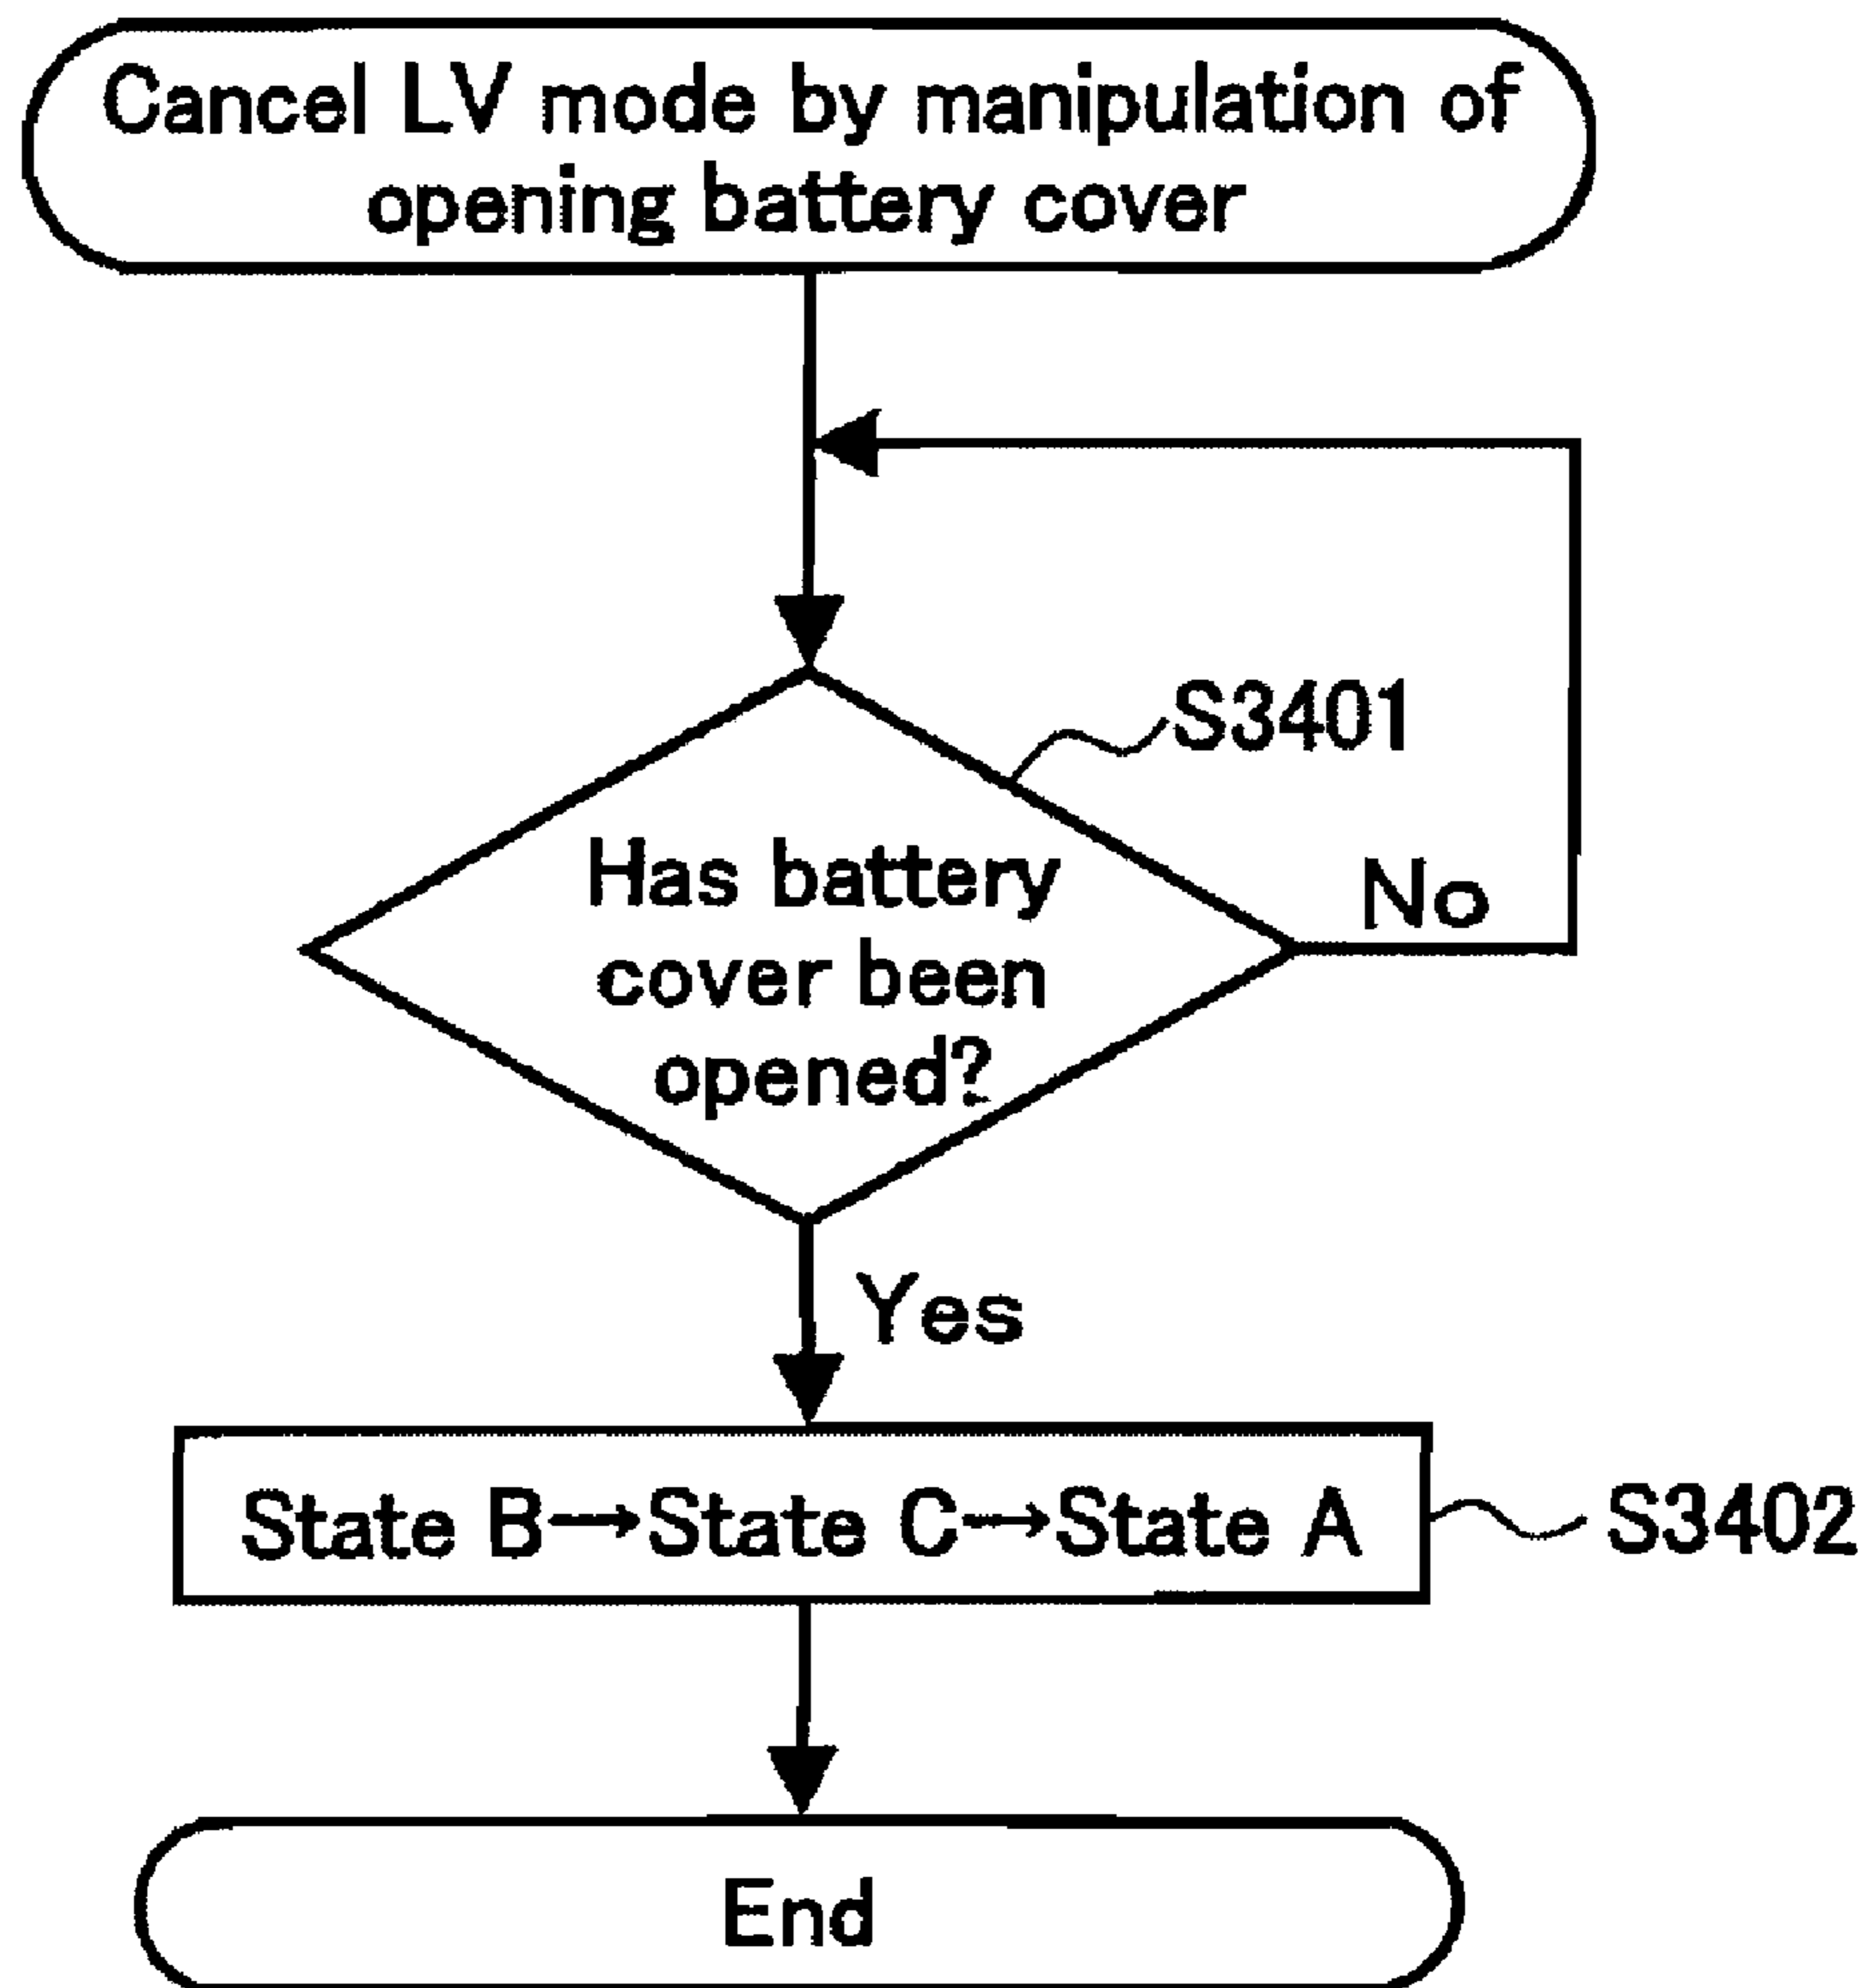 Cancel LV mode by manipulation of
opening battery cover
S3401
Has battery
cover been
opened?
No
Yes
State B→State C→State A
S3402
End